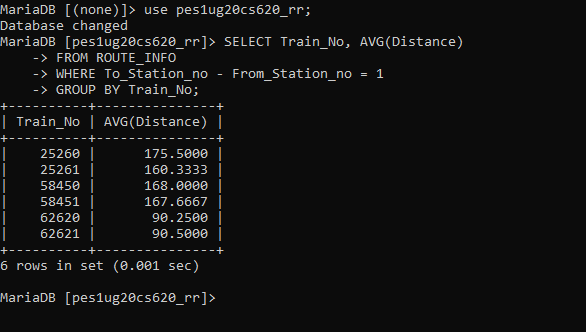 MariaDB [(none)]> use pes1ug20cs620_rr;
Database changed
MariaDB [pes1ug20cs620_rr]> SELECT Train_No, AVG(Distance)
    -> FROM ROUTE_INFO
    -> WHERE To_Station_no - From_Station_no = 1
    -> GROUP BY Train_No;
+----------+---------------+
| Train_No | AVG(Distance) |
+----------+---------------+
|    25260 |      175.5000 |
|    25261 |      160.3333 |
|    58450 |      168.0000 |
|    58451 |      167.6667 |
|    62620 |       90.2500 |
|    62621 |       90.5000 |
+----------+---------------+
6 rows in set (0.001 sec)
MariaDB [pes1ug20cs620_rr]>